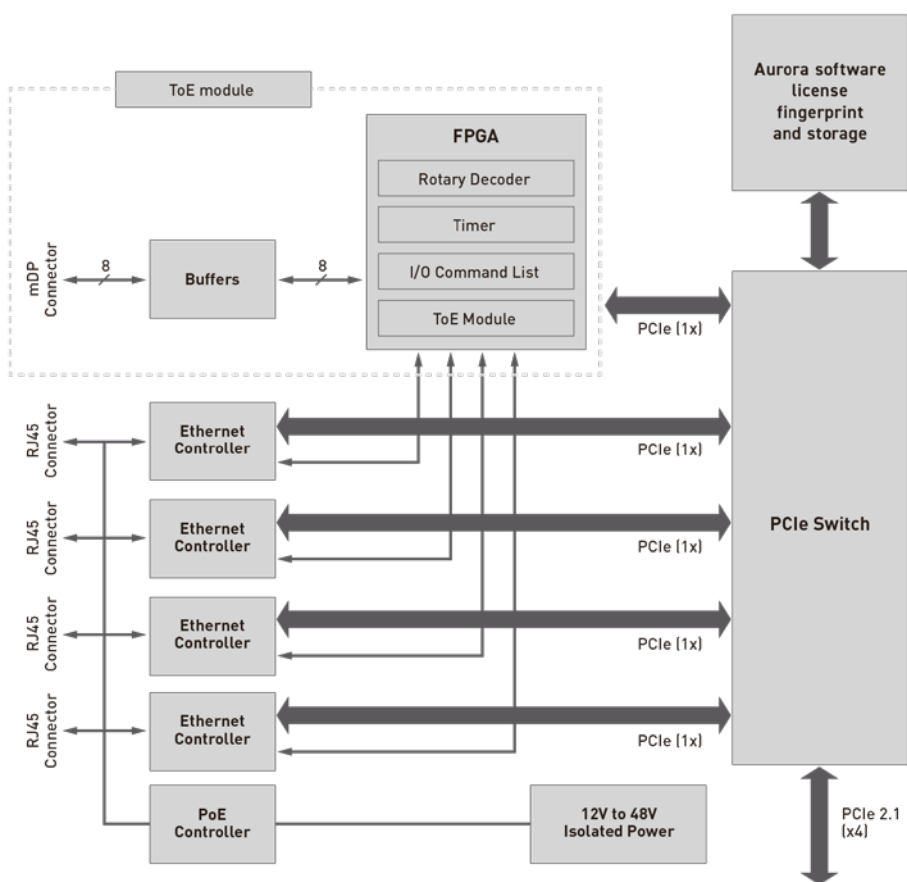 ToE module
Aurora software
license
fingerprint
and storage
FPGA
Rotary Decoder
Timer
I/O Command List
ToE Module
mDP
Connector
8
Buffers
8
PCIe (1x)
RJ45
Connector
Ethernet
Controller
PCIe (1x)
RJ45
Connector
Ethernet
Controller
PCIe (1x)
PCIe Switch
RJ45
Connector
Ethernet
Controller
PCIe (1x)
RJ45
Connector
Ethernet
Controller
PCIe (1x)
PoE
Controller
12V to 48V
Isolated Power
PCIe 2.1
(x4)